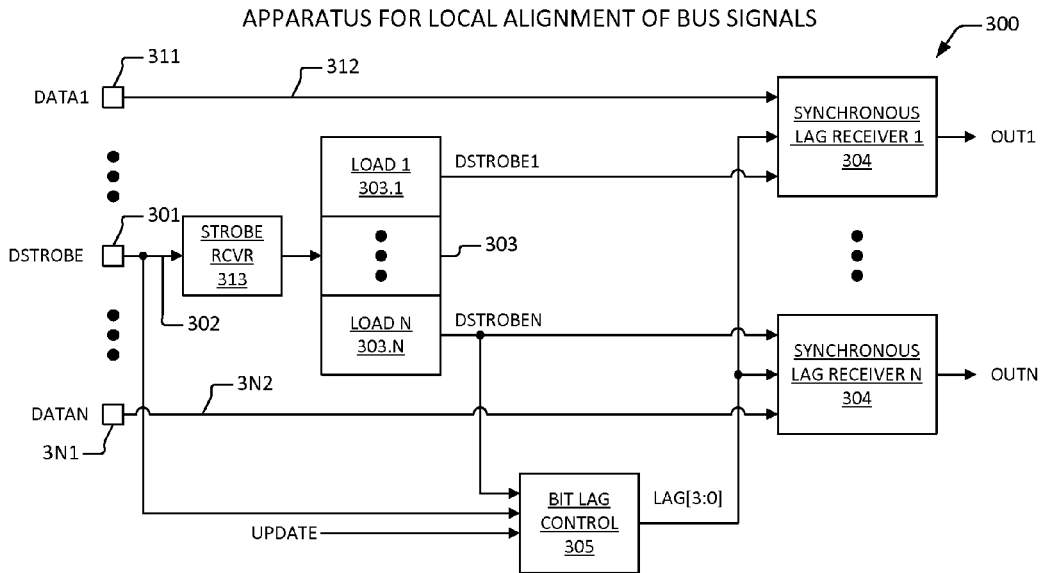 APPARATUS FOR LOCAL ALIGNMENT OF BUS SIGNALS
300
311
312
DATA1
SYNCHRONOUS
LAG RECEIVER 1
304
OUT1
LOAD 1
303.1
DSTROBE1
301
DSTROBE
STROBE
RCVR
313
303
302
LOAD N
303.N
DSTROBEN
SYNCHRONOUS
LAG RECEIVER N
304
OUTN
3N2
DATAN
3N1
BIT LAG
CONTROL
305
LAG[3:0]
UPDATE